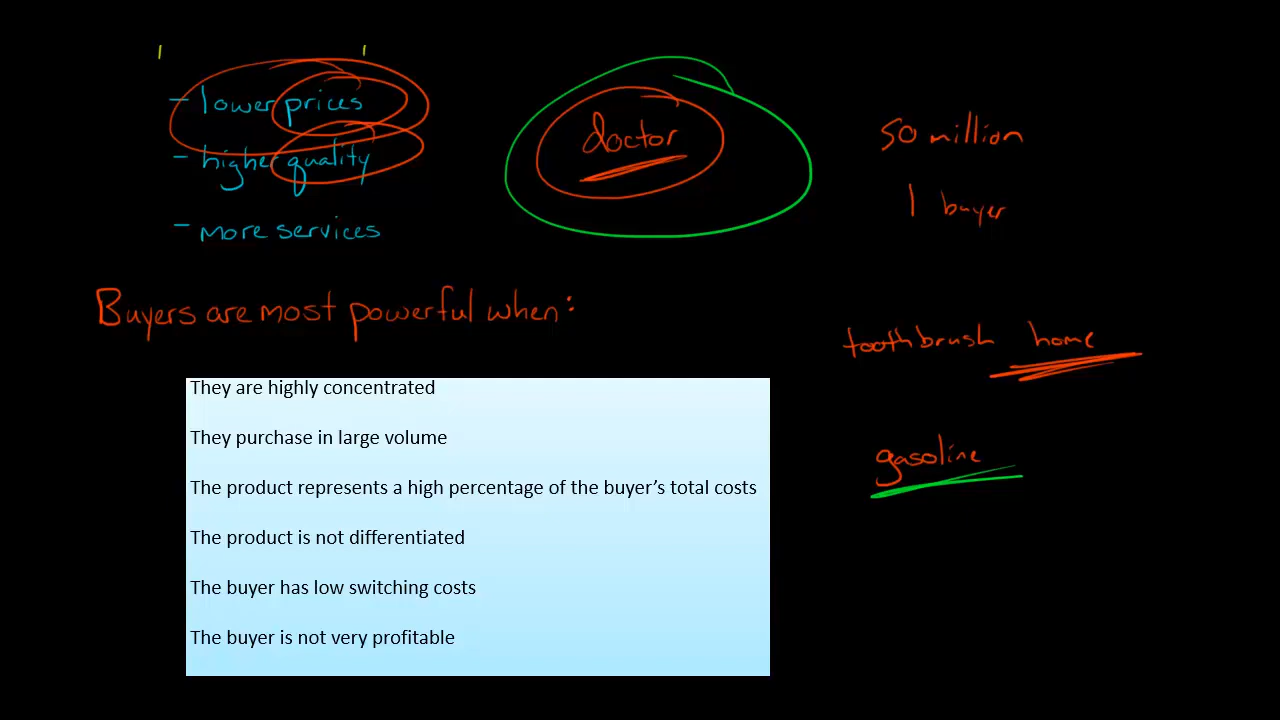 - lower prices
- higher quality
- more services
doctor
50 million
1 buyer
Buyers are most powerful when:
toothbrush home
gasoline
They are highly concentrated
They purchase in large volume
The product represents a high percentage of the buyer's total costs
The product is not differentiated
The buyer has low switching costs
The buyer is not very profitable